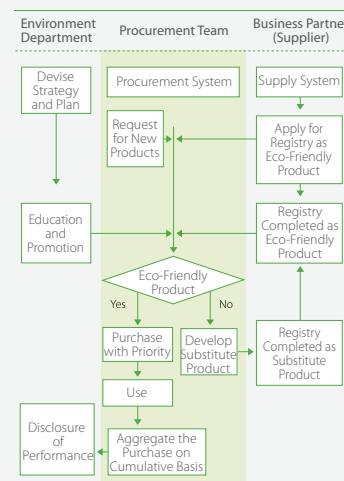 Environment
Department
Procurement Team
Business Partner
(Supplier)
Devise
Strategy
and Plan
Procurement System
Supply System
Request
for New
Products
Apply for
Registry as
Eco-Friendly
Product
Education
and
Promotion
Registry
Completed as
Eco-Friendly
Product
Eco-Friendly
Product
Yes
No
Purchase
with Priority
Develop
Substitute
Product
Registry
Completed as
Substitute
Product
Use
Disclosure
of
Performance
Aggregate the
Purchase on
Cumulative Basis